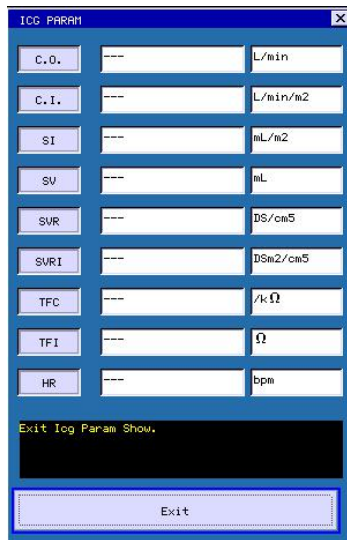 ICG PARAM
C.O. --- L/min
C.I. --- L/min/m2
SI --- mL/m2
SV --- mL
SVR --- DS/cm5
SVRI --- DSm2/cm5
TFC --- /kΩ
TFI --- Ω
HR --- bpm
Exit Icg Param Show.
Exit